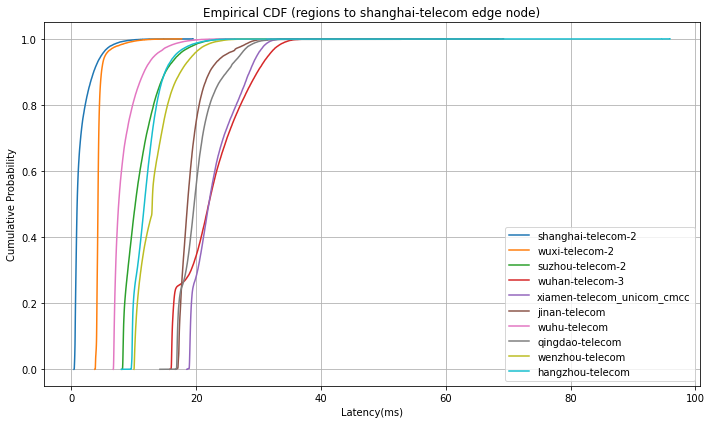 Empirical CDF (regions to shanghai-telecom edge node)
Cumulative Probability
1.0
0.8
0.6
0.4
0.2
0.0
0
20
40
60
80
100
Latency(ms)
shanghai-telecom-2
wuxi-telecom-2
suzhou-telecom-2
wuhan-telecom-3
xiamen-telecom_unicom_cmcc
jinan-telecom
wuhu-telecom
qingdao-telecom
wenzhou-telecom
hangzhou-telecom